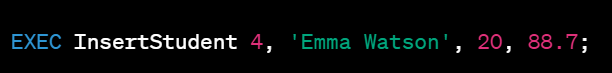 EXEC InsertStudent 4, 'Emma Watson', 20, 88.7;